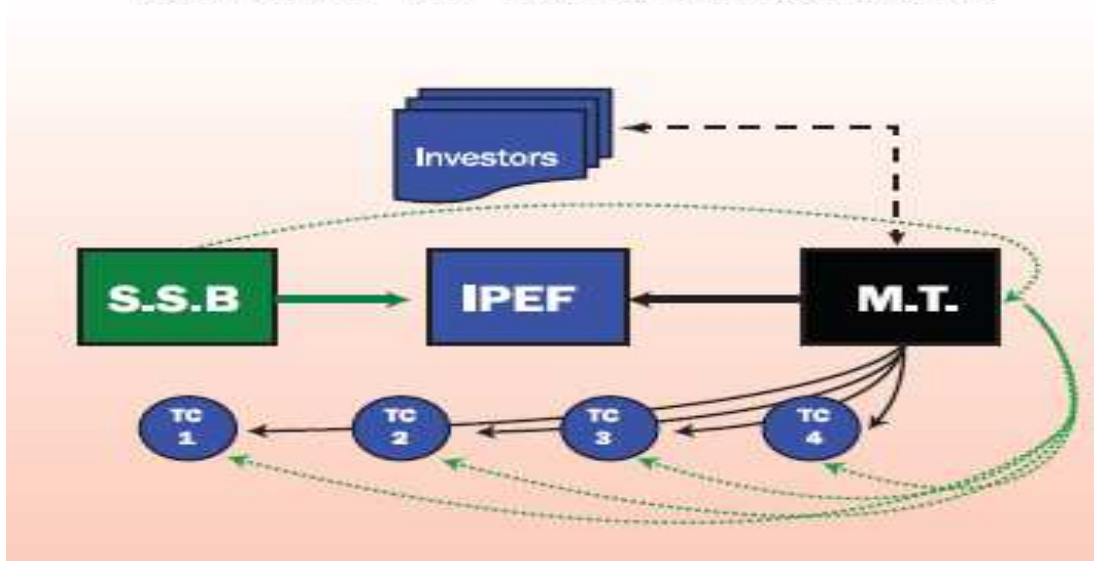 Investors
S.S.B
IPEF
M.T.
TC
1
TC
2
TC
3
TC
4